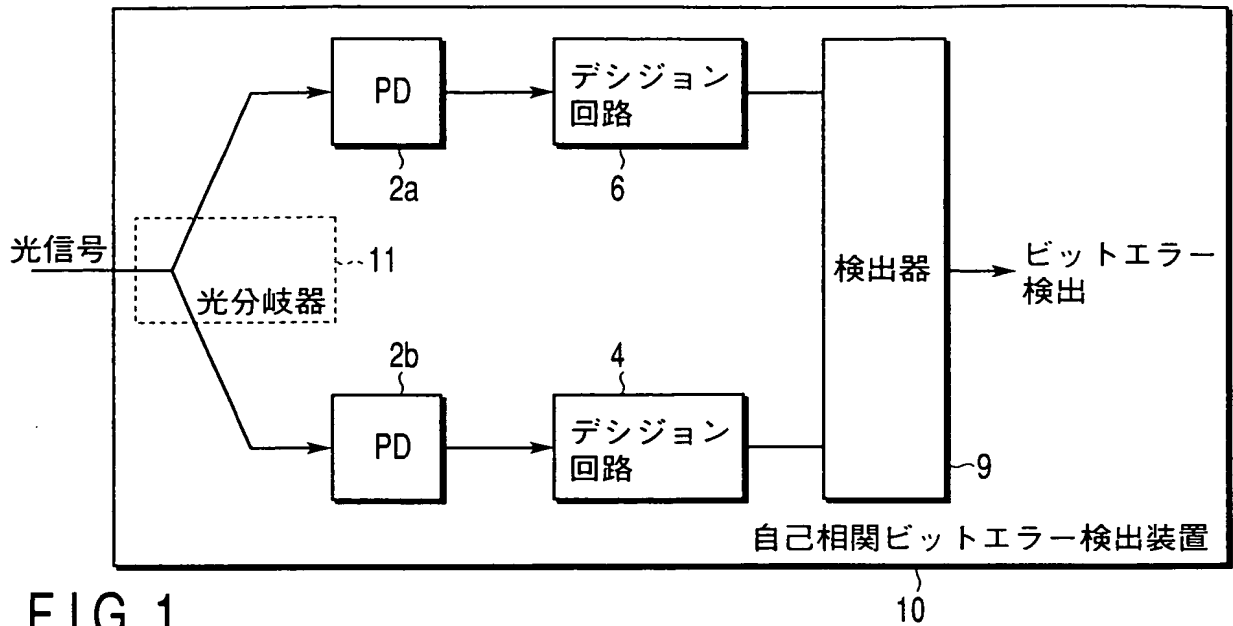 PD
2a
デシジョン
回路
6
光信号
11
光分岐器
検出器
ビットエラー
検出
2b
PD
4
デシジョン
回路
9
自己相関ビットエラー検出装置
10
FIG.1